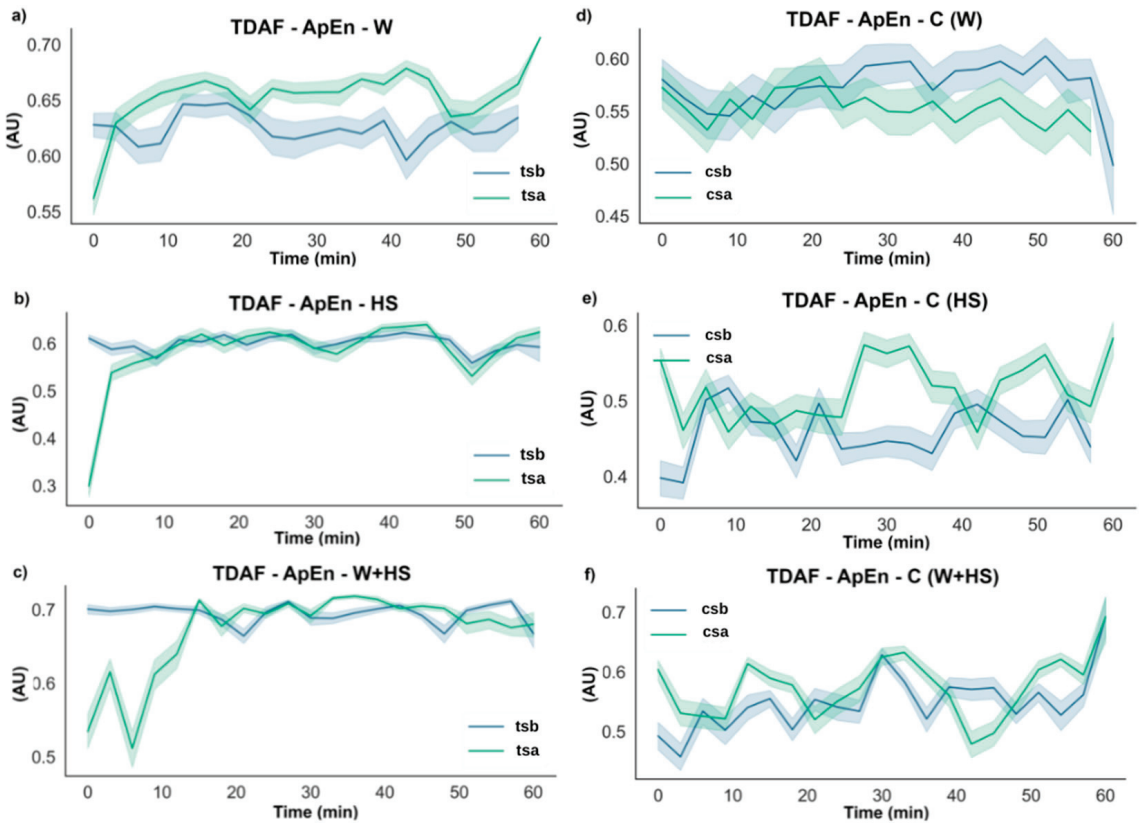 a)
TDAF - ApEn - W
0.70
0.65
0.60
0.55
(AU)
tsb
tsa
0 10 20 30 40 50 60
Time (min)
b)
TDAF - ApEn - HS
0.6
0.5
0.4
0.3
(AU)
tsb
tsa
0 10 20 30 40 50 60
Time (min)
c)
TDAF - ApEn - W+HS
0.7
0.6
0.5
(AU)
tsb
tsa
0 10 20 30 40 50 60
Time (min)
d)
TDAF - ApEn - C (W)
0.60
0.55
0.50
0.45
(AU)
csb
csa
0 10 20 30 40 50 60
Time (min)
e)
TDAF - ApEn - C (HS)
0.6
0.5
0.4
(AU)
csb
csa
0 10 20 30 40 50 60
Time (min)
f)
TDAF - ApEn - C (W+HS)
0.7
0.6
0.5
(AU)
csb
csa
0 10 20 30 40 50 60
Time (min)